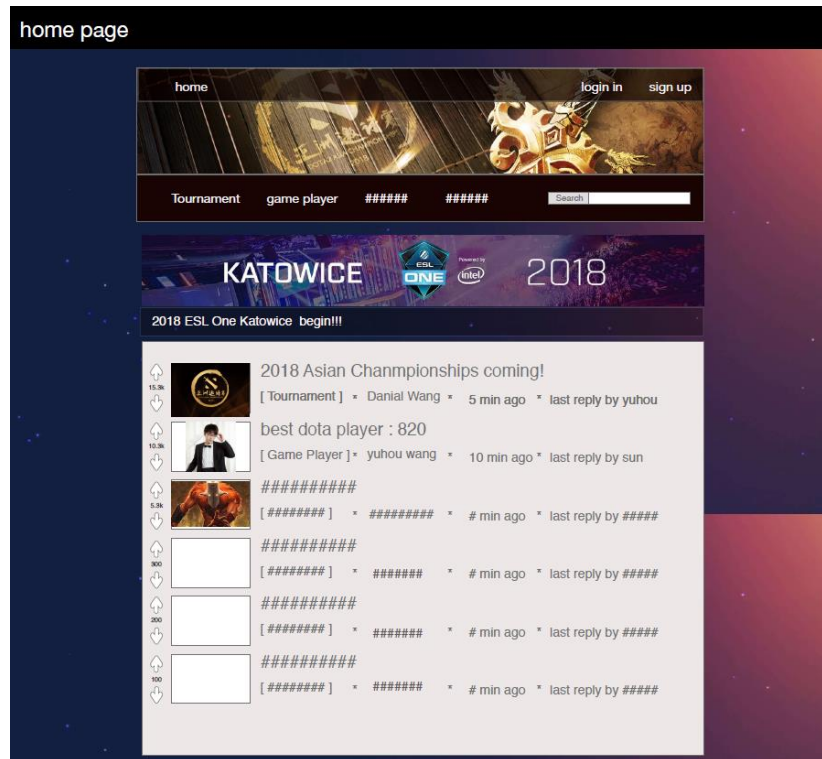 home page
home login in sign up
Tournament game player ###### ###### Search
KATOWICE ESL ONE Powered by intel 2018
2018 ESL One Katowice begin!!!
2018 Asian Chanmpionships coming!
15.3k
[ Tournament ] * Danial Wang * 5 min ago * last reply by yuhou
best dota player : 820
10.3k
[ Game Player ] * yuhou wang * 10 min ago * last reply by sun
##########
5.3k
[ ######## ] * ######### * # min ago * last reply by #####
##########
300
[ ######## ] * ####### * # min ago * last reply by #####
##########
200
[ ######## ] * ####### * # min ago * last reply by #####
##########
100
[ ######## ] * ####### * # min ago * last reply by #####